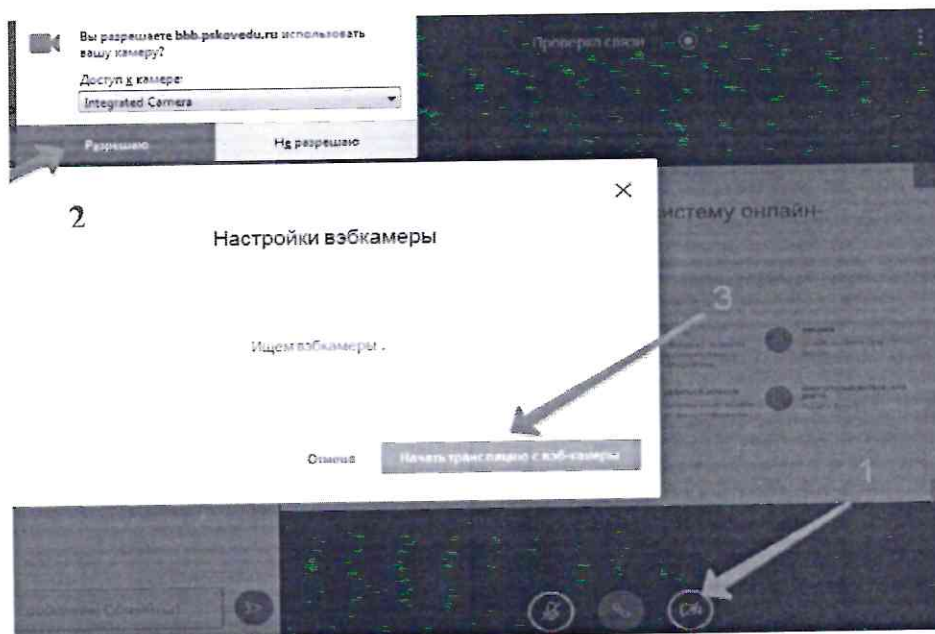 Вы разрешаете bbb.pskovedu.ru использовать
вашу камеру?
Доступ к камере:
Integrated Camera
Разрешаю
Не разрешаю
Проверка связи
2
Настройки вэбкамеры
истему онлайн-
3
Ищем вэбкамеры .
Отмена
Начать трансляцию с вэб-камеры
1